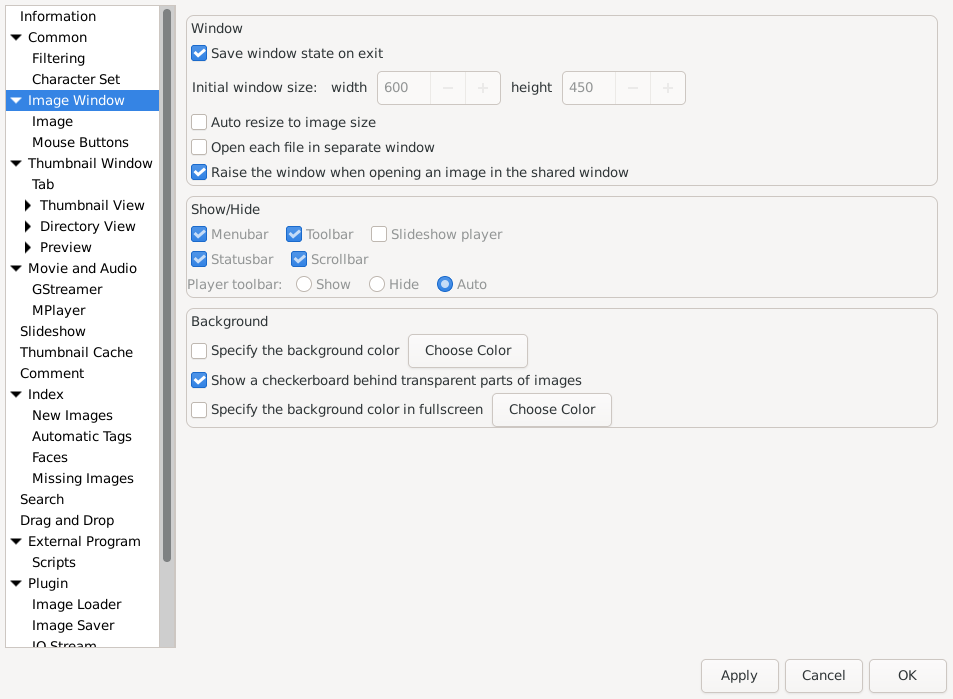 Information
Common
Filtering
Character Set
Image Window
Image
Mouse Buttons
Thumbnail Window
Tab
Thumbnail View
Directory View
Preview
Movie and Audio
GStreamer
MPlayer
Slideshow
Thumbnail Cache
Comment
Index
New Images
Automatic Tags
Faces
Missing Images
Search
Drag and Drop
External Program
Scripts
Plugin
Image Loader
Image Saver
IO Stream
Window
Save window state on exit
Initial window size: width 600 − + height 450 − +
Auto resize to image size
Open each file in separate window
Raise the window when opening an image in the shared window
Show/Hide
Menubar Toolbar Slideshow player
Statusbar Scrollbar
Player toolbar: Show Hide Auto
Background
Specify the background color Choose Color
Show a checkerboard behind transparent parts of images
Specify the background color in fullscreen Choose Color
Apply Cancel OK